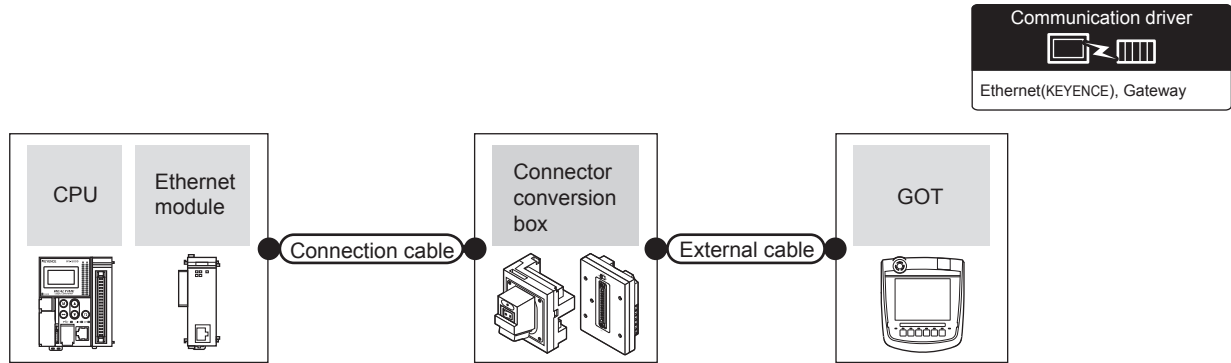 Communication driver
Ethernet(KEYENCE), Gateway
CPU
Ethernet
module
Connection cable
Connector
conversion
box
External cable
GOT